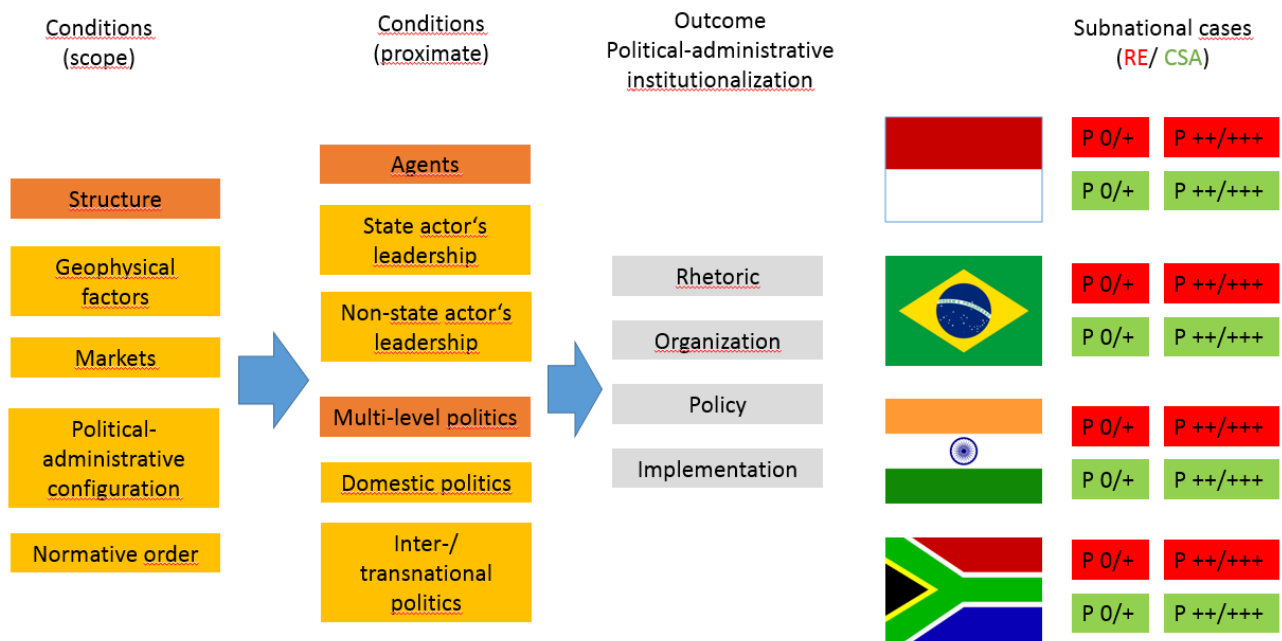 Conditions
(scope)
Structure
Geophysical
factors
Markets
Political-
administrative
configuration
Normative order
Conditions
(proximate)
Agents
State actor‘s
leadership
Non-state actor‘s
leadership
Multi-level politics
Domestic politics
Inter-/
transnational
politics
Outcome
Political-administrative
institutionalization
Rhetoric
Organization
Policy
Implementation
Subnational cases
(RE/ CSA)
P 0/+ P ++/+++
P 0/+ P ++/+++
P 0/+ P ++/+++
P 0/+ P ++/+++
P 0/+ P ++/+++
P 0/+ P ++/+++
P 0/+ P ++/+++
P 0/+ P ++/+++